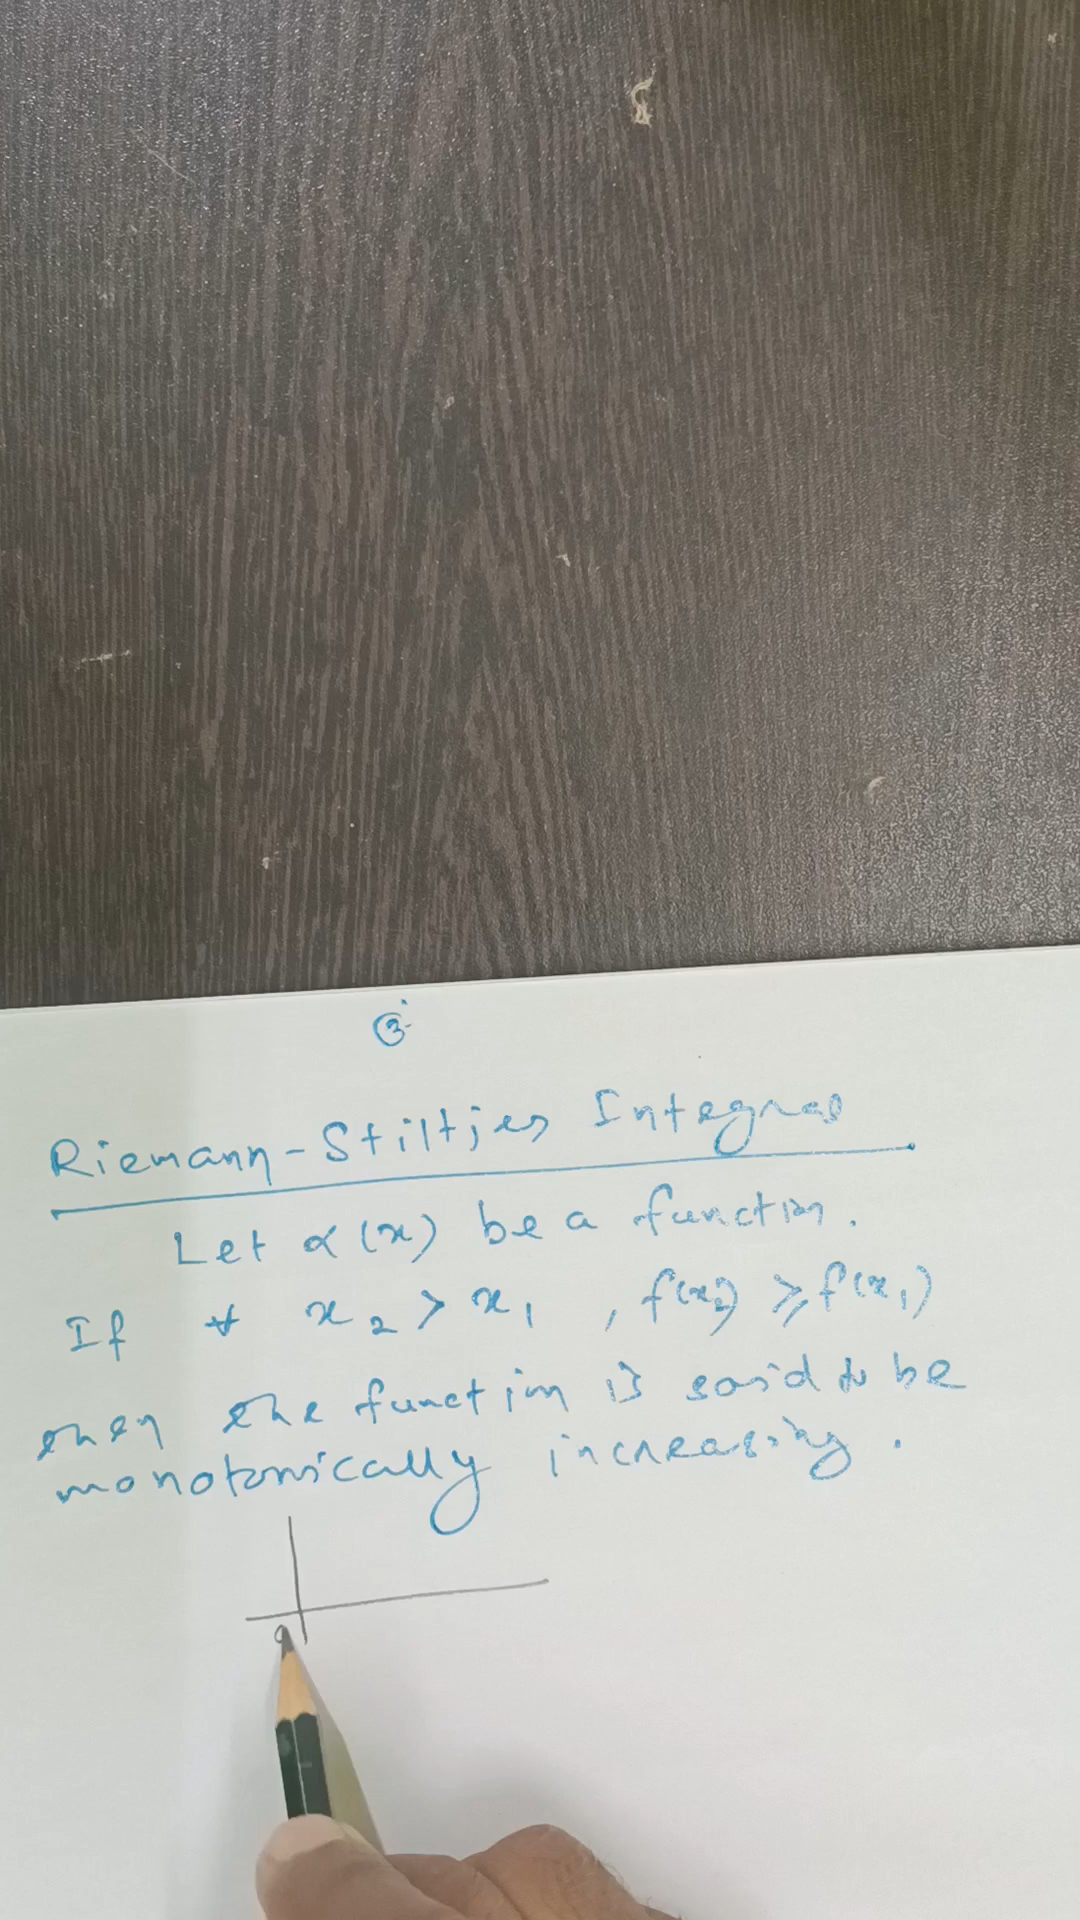 3
Riemann-Stiltjes Integral
Let α(x) be a function.
If ∀ x₂ > x₁ , f(x₂) ≥ f(x₁)
then the function is said to be
monotonically increasing.
0